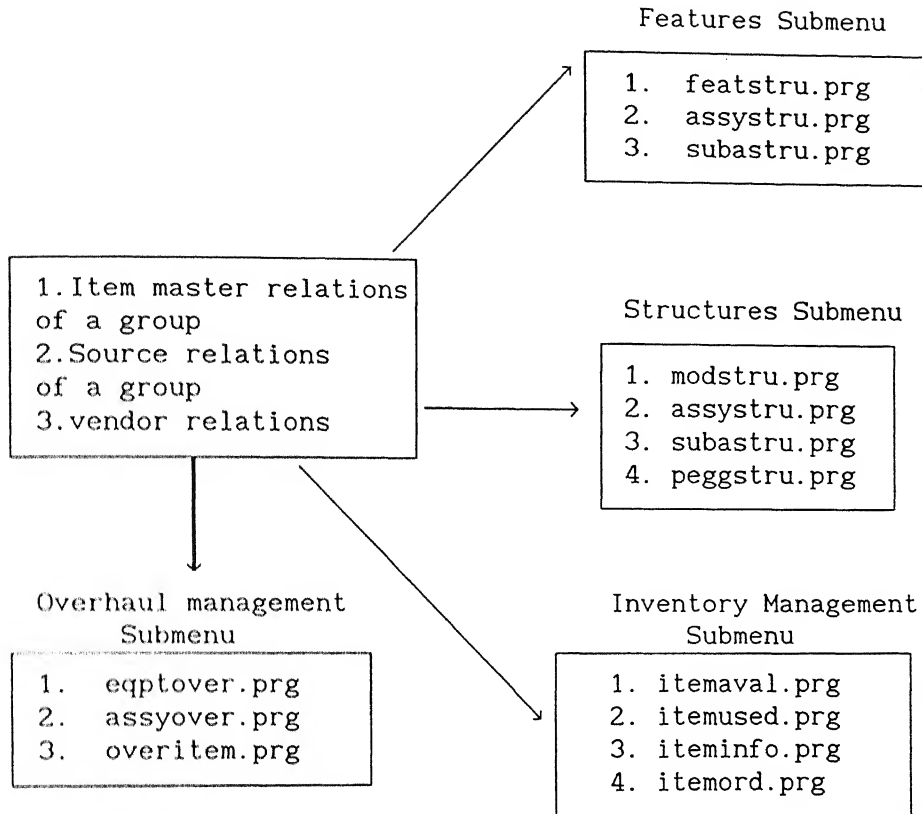 Features Submenu
1. featstru.prg
2. assystru.prg
3. subastru.prg
1.Item master relations
of a group
2.Source relations
of a group
3.vendor relations
Structures Submenu
1. modstru.prg
2. assystru.prg
3. subastru.prg
4. peggstru.prg
Overhaul management
Submenu
1. eqptover.prg
2. assyover.prg
3. overitem.prg
Inventory Management
Submenu
1. itemaval.prg
2. itemused.prg
3. iteminfo.prg
4. itemord.prg